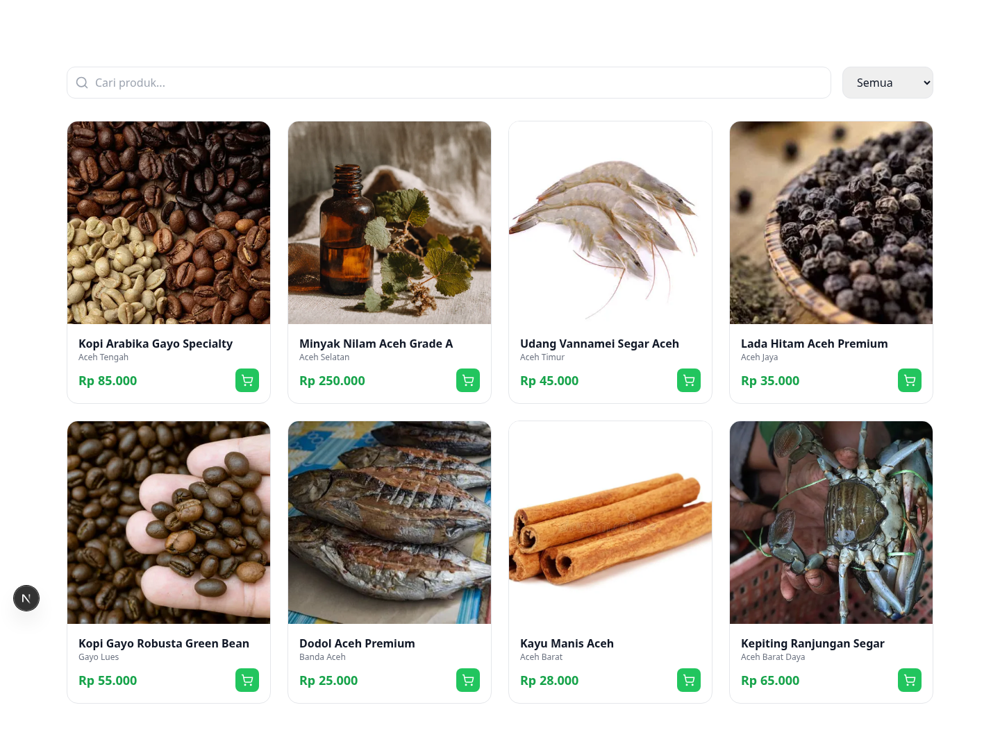 Cari produk...
Semua
Kopi Arabika Gayo Specialty
Aceh Tengah
Rp 85.000
Minyak Nilam Aceh Grade A
Aceh Selatan
Rp 250.000
Udang Vannamei Segar Aceh
Aceh Timur
Rp 45.000
Lada Hitam Aceh Premium
Aceh Jaya
Rp 35.000
Kopi Gayo Robusta Green Bean
Gayo Lues
Rp 55.000
Dodol Aceh Premium
Banda Aceh
Rp 25.000
Kayu Manis Aceh
Aceh Barat
Rp 28.000
Kepiting Ranjungan Segar
Aceh Barat Daya
Rp 65.000
N